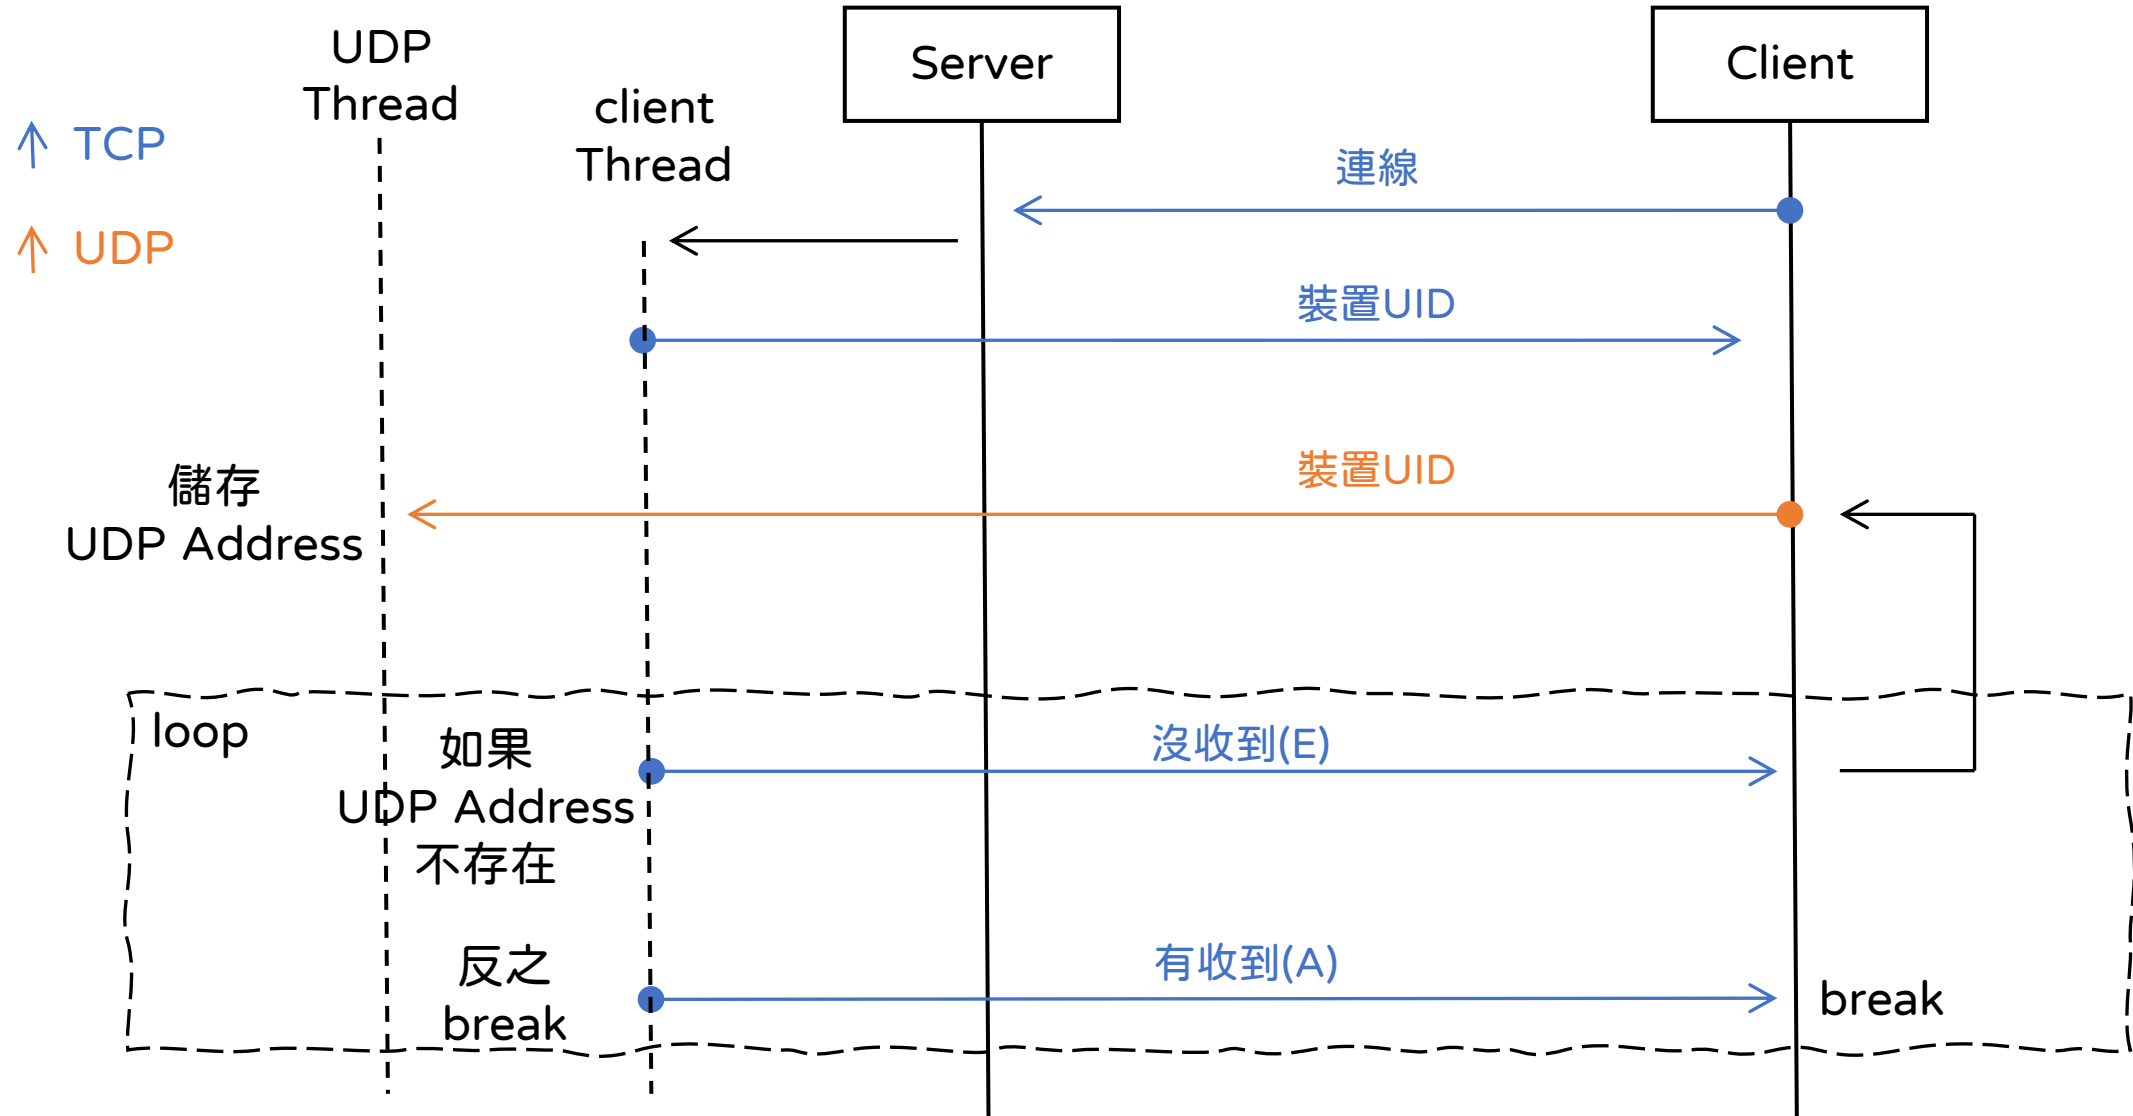 UDP
Thread
client
Thread
Server
Client
TCP
UDP
連線
裝置UID
裝置UID
儲存
UDP Address
loop
如果
UDP Address
不存在
沒收到(E)
反之
break
有收到(A)
break